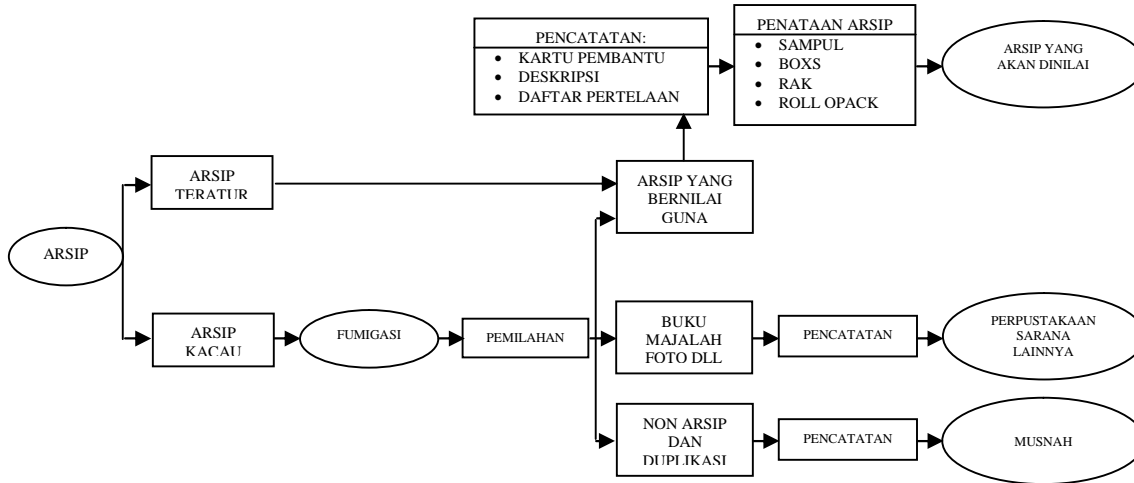 PENCATATAN:
• KARTU PEMBANTU
• DESKRIPSI
• DAFTAR PERTELAAN
PENATAAN ARSIP
• SAMPUL
• BOXS
• RAK
• ROLL OPACK
ARSIP YANG
AKAN DINILAI
ARSIP
TERATUR
ARSIP YANG
BERNILAI
GUNA
ARSIP
ARSIP
KACAU
FUMIGASI
PEMILAHAN
BUKU
MAJALAH
FOTO DLL
PENCATATAN
PERPUSTAKAAN
SARANA
LAINNYA
NON ARSIP
DAN
DUPLIKASI
PENCATATAN
MUSNAH